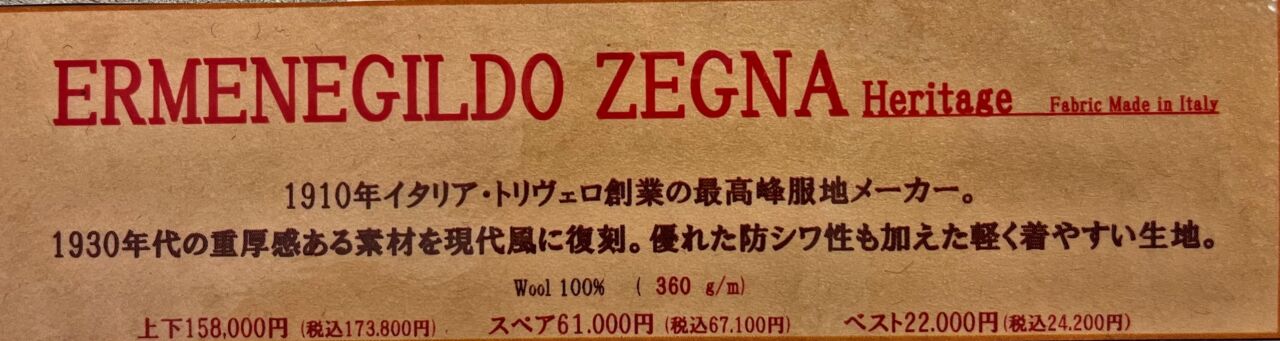 ERMENEGILDO ZEGNA Heritage Fabric Made in Italy
1910年イタリア・トリヴェロ創業の最高峰服地メーカー。
1930年代の重厚感ある素材を現代風に復刻。優れた防シワ性も加えた軽く着やすい生地。
Wool 100% ( 360 g/m)
上下158,000円 (税込173.800円) スペア61.000円 (税込67.100円) ベスト22.000円(税込24.200円)